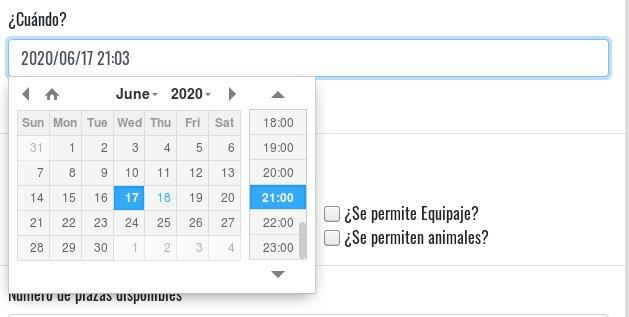 ¿Cuándo?
2020/06/17 21:03
June 2020
Sun Mon Tue Wed Thu Fri Sat
31 1 2 3 4 5 6
7 8 9 10 11 12 13
14 15 16 17 18 19 20
21 22 23 24 25 26 27
28 29 30 1 2 3 4
18:00
19:00
20:00
21:00
22:00
23:00
¿Se permite Equipaje?
¿Se permiten animales?
Número de plazas disponibles